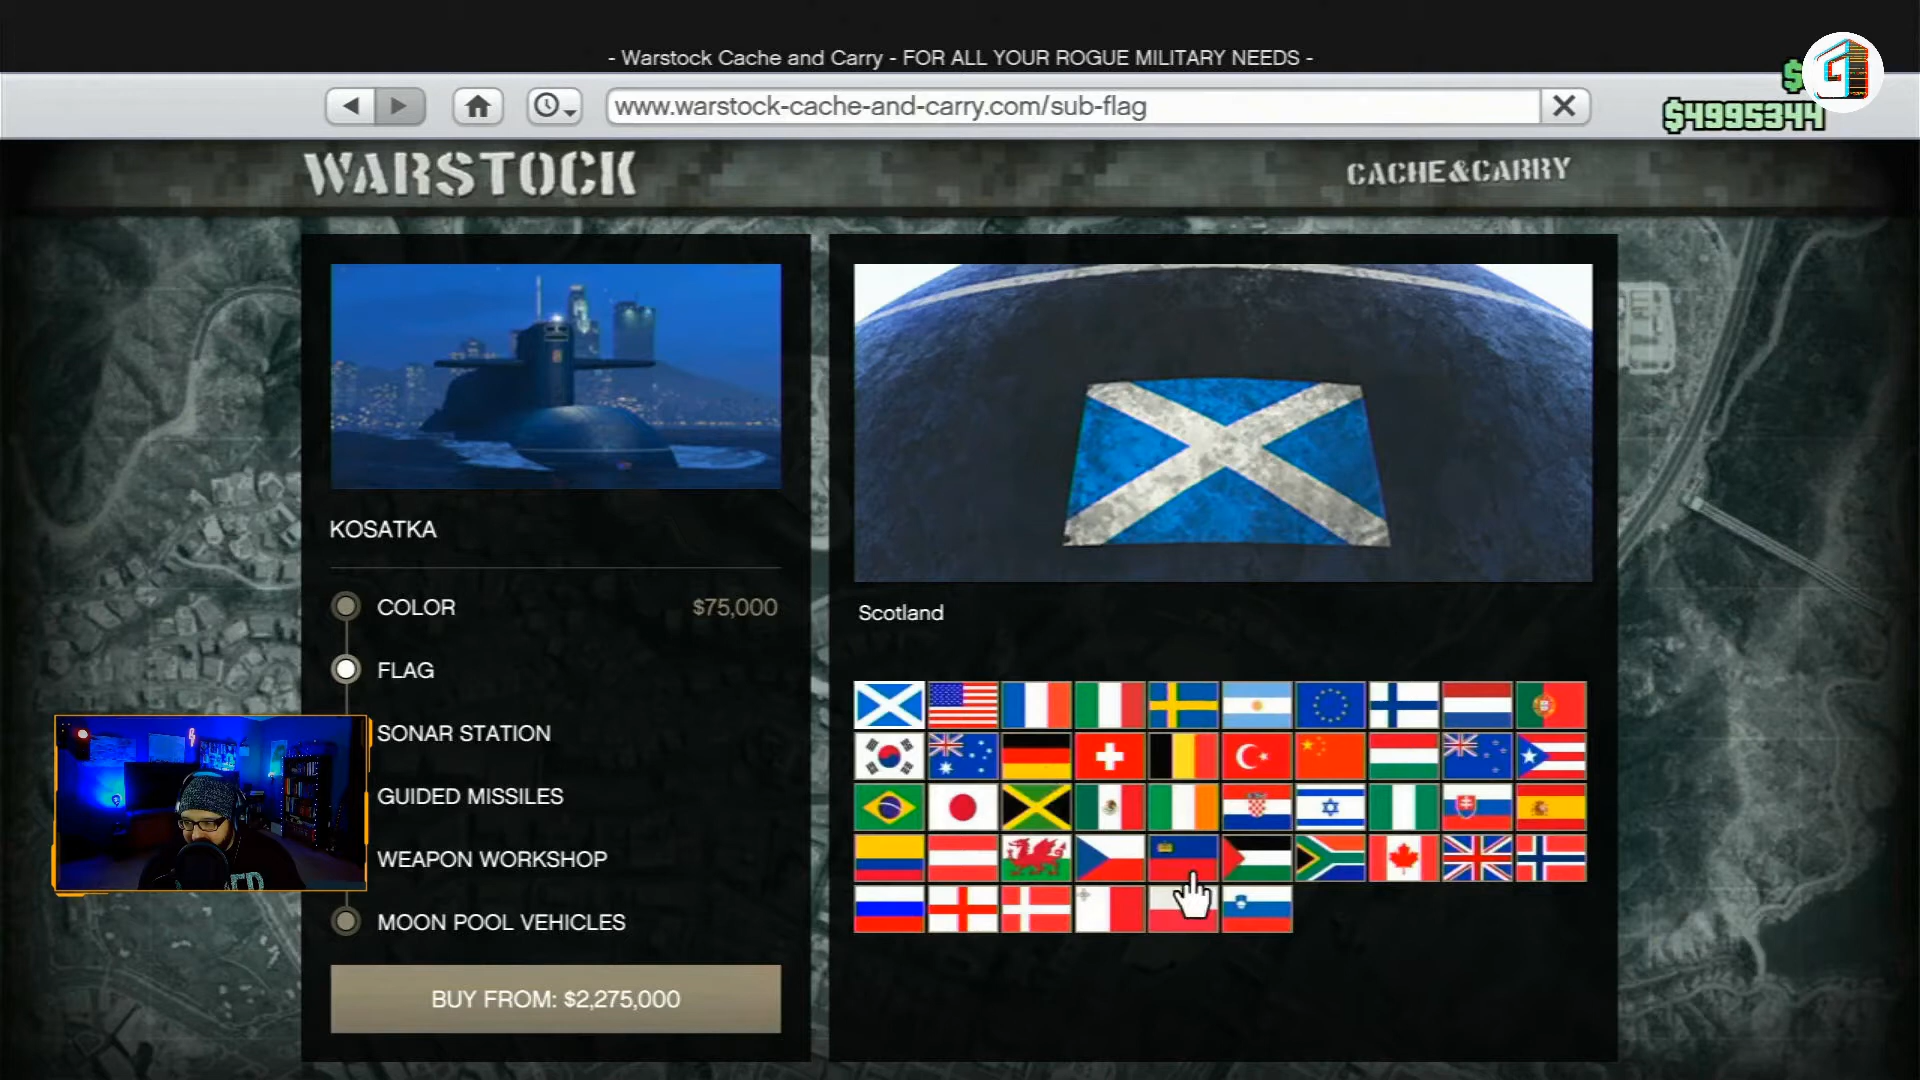 - Warstock Cache and Carry - FOR ALL YOUR ROGUE MILITARY NEEDS -
www.warstock-cache-and-carry.com/sub-flag
$
$4995344
WARSTOCK
CACHE&CARRY
KOSATKA
COLOR $75,000
FLAG
SONAR STATION
GUIDED MISSILES
WEAPON WORKSHOP
MOON POOL VEHICLES
BUY FROM: $2,275,000
Scotland